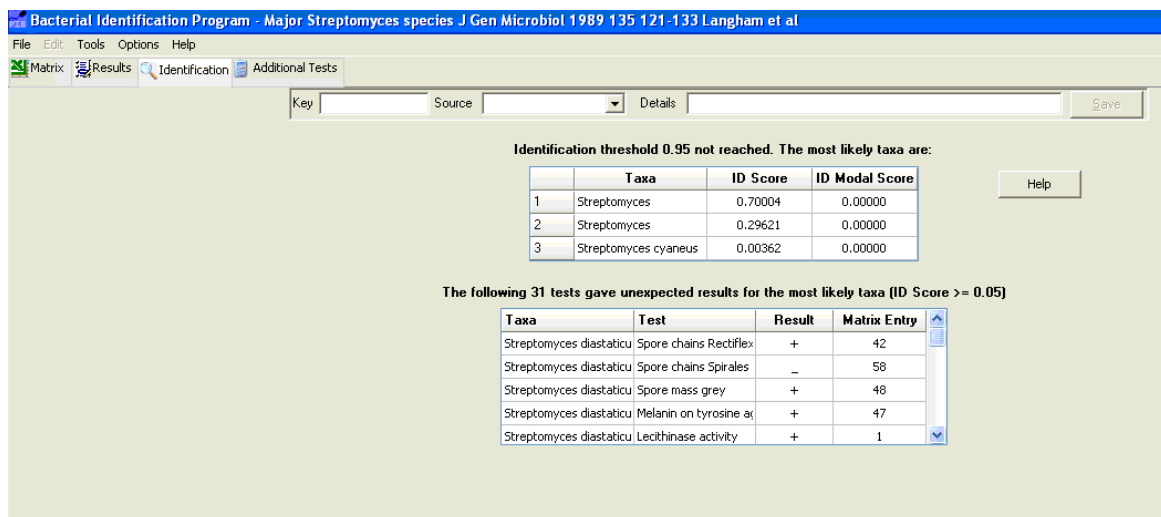 Bacterial Identification Program - Major Streptomyces species J Gen Microbiol 1989 135 121-133 Langham et al
File Edit Tools Options Help
Matrix Results Identification Additional Tests
Key Source Details Save
Identification threshold 0.95 not reached. The most likely taxa are:
Taxa ID Score ID Modal Score
1 Streptomyces 0.70004 0.00000
2 Streptomyces 0.29621 0.00000
3 Streptomyces cyaneus 0.00362 0.00000
Help
The following 31 tests gave unexpected results for the most likely taxa (ID Score >= 0.05)
Taxa Test Result Matrix Entry
Streptomyces diastaticu Spore chains Rectiflex + 42
Streptomyces diastaticu Spore chains Spirales _ 58
Streptomyces diastaticu Spore mass grey + 48
Streptomyces diastaticu Melanin on tyrosine ag + 47
Streptomyces diastaticu Lecithinase activity + 1